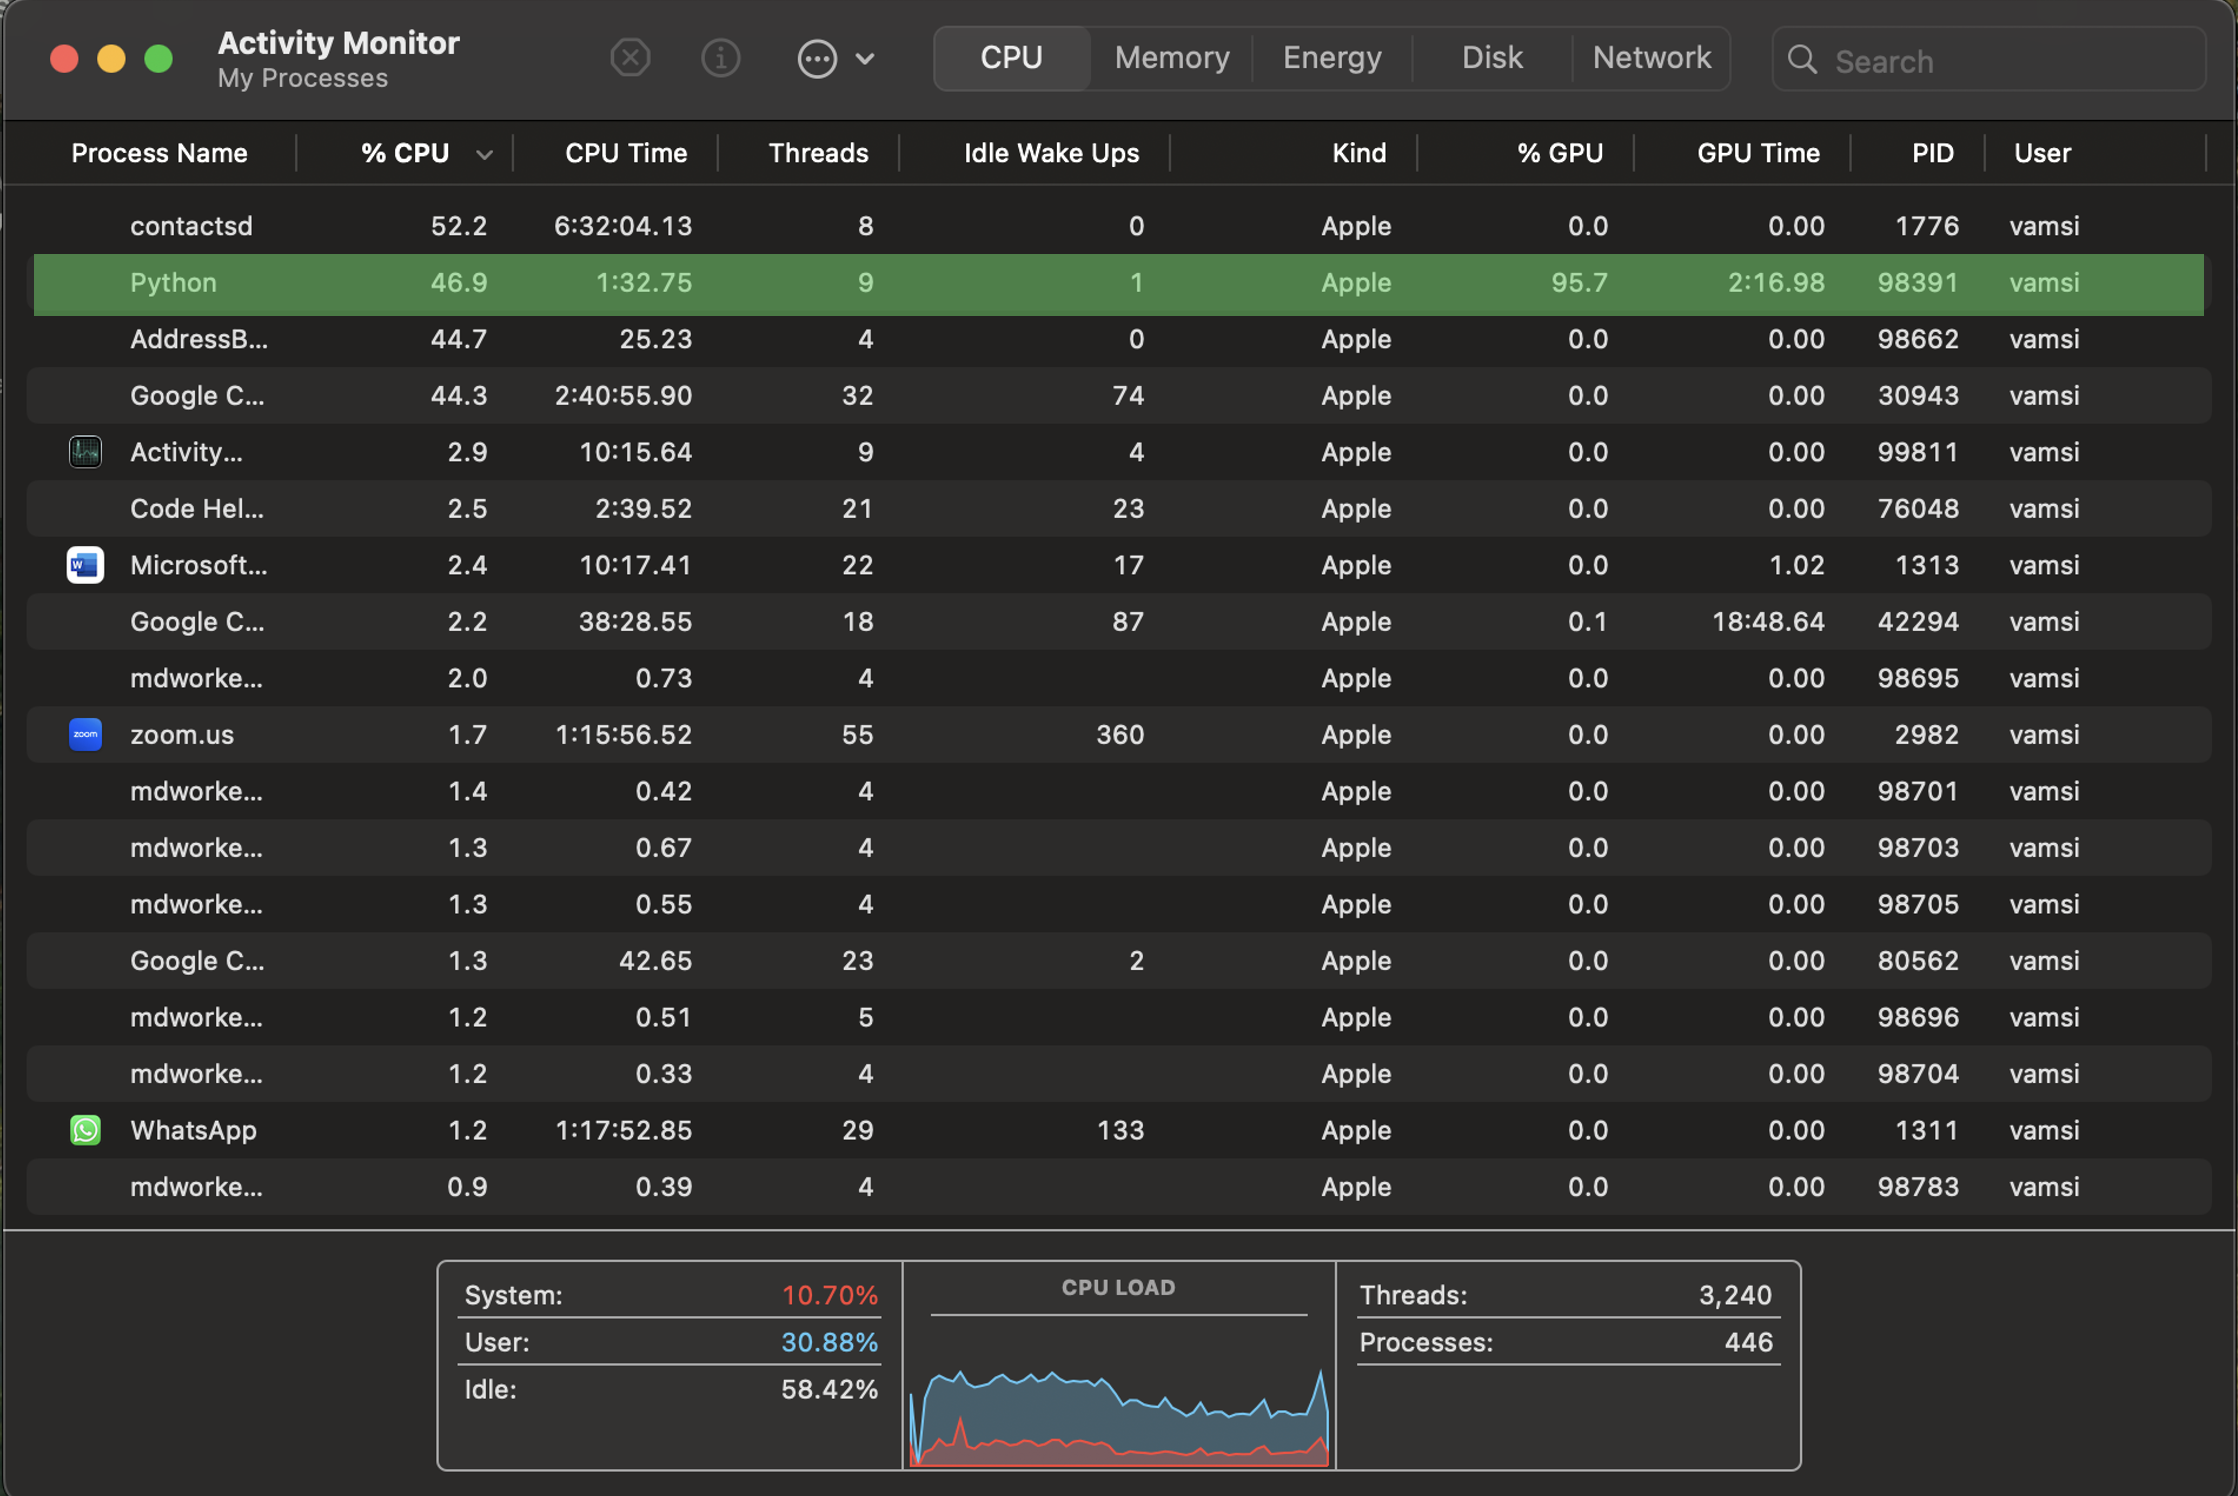 Activity Monitor
My Processes
CPU Memory Energy Disk Network Search
Process Name % CPU CPU Time Threads Idle Wake Ups Kind % GPU GPU Time PID User
contactsd 52.2 6:32:04.13 8 0 Apple 0.0 0.00 1776 vamsi
Python 46.9 1:32.75 9 1 Apple 95.7 2:16.98 98391 vamsi
AddressB... 44.7 25.23 4 0 Apple 0.0 0.00 98662 vamsi
Google C... 44.3 2:40:55.90 32 74 Apple 0.0 0.00 30943 vamsi
Activity... 2.9 10:15.64 9 4 Apple 0.0 0.00 99811 vamsi
Code Hel... 2.5 2:39.52 21 23 Apple 0.0 0.00 76048 vamsi
W Microsoft... 2.4 10:17.41 22 17 Apple 0.0 1.02 1313 vamsi
Google C... 2.2 38:28.55 18 87 Apple 0.1 18:48.64 42294 vamsi
mdworke... 2.0 0.73 4 Apple 0.0 0.00 98695 vamsi
zoom zoom.us 1.7 1:15:56.52 55 360 Apple 0.0 0.00 2982 vamsi
mdworke... 1.4 0.42 4 Apple 0.0 0.00 98701 vamsi
mdworke... 1.3 0.67 4 Apple 0.0 0.00 98703 vamsi
mdworke... 1.3 0.55 4 Apple 0.0 0.00 98705 vamsi
Google C... 1.3 42.65 23 2 Apple 0.0 0.00 80562 vamsi
mdworke... 1.2 0.51 5 Apple 0.0 0.00 98696 vamsi
mdworke... 1.2 0.33 4 Apple 0.0 0.00 98704 vamsi
WhatsApp 1.2 1:17:52.85 29 133 Apple 0.0 0.00 1311 vamsi
mdworke... 0.9 0.39 4 Apple 0.0 0.00 98783 vamsi
System: 10.70%
User: 30.88%
Idle: 58.42%
CPU LOAD
Threads: 3,240
Processes: 446